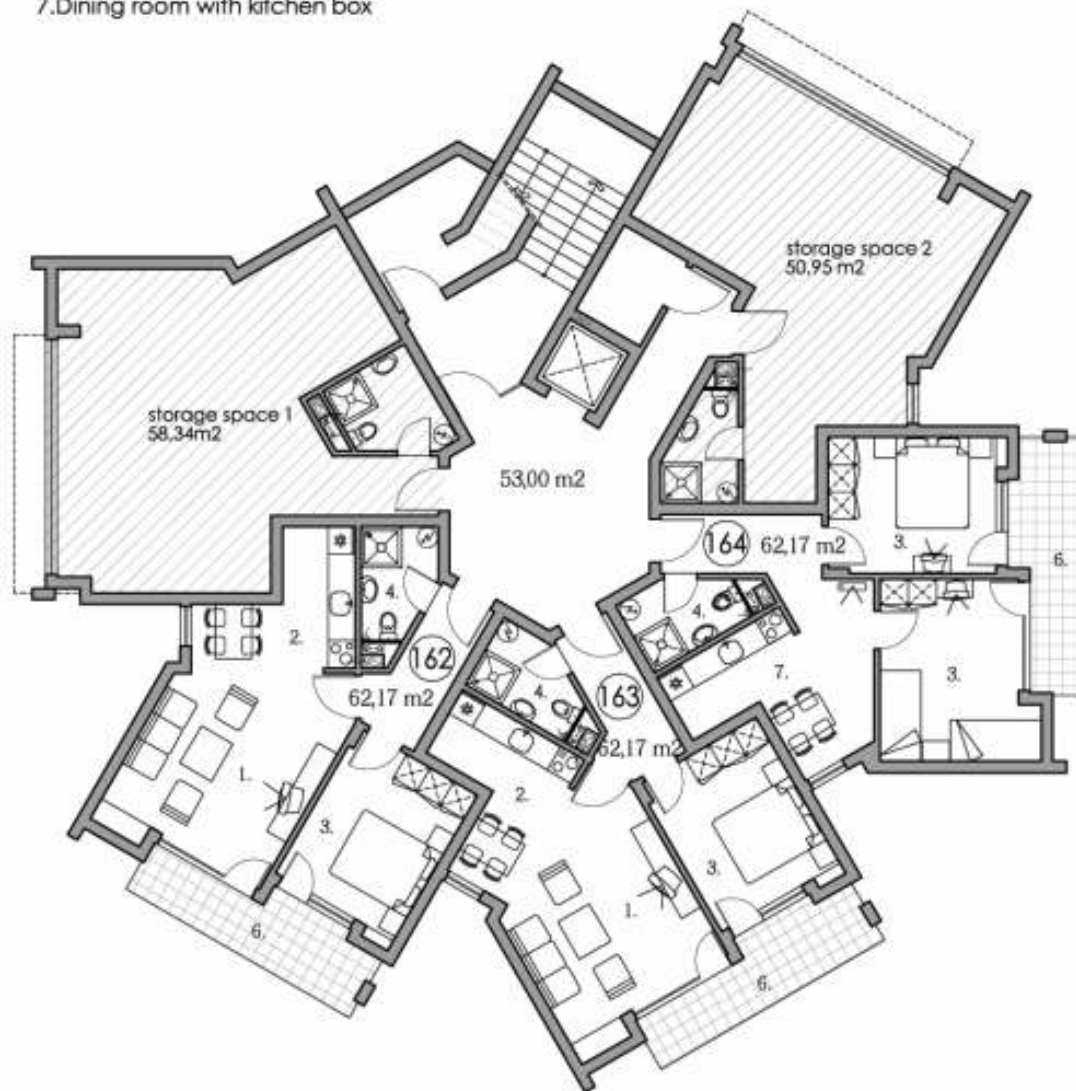 7.Dining room with kitchen box
storage space 2
50,95 m2
storage space 1
58,34m2
53,00 m2
164
62,17 m2
3.
6.
4.
2.
4.
162
62,17 m2
4.
163
62,17 m2
7.
3.
1.
2.
3.
3.
1.
6.
6.